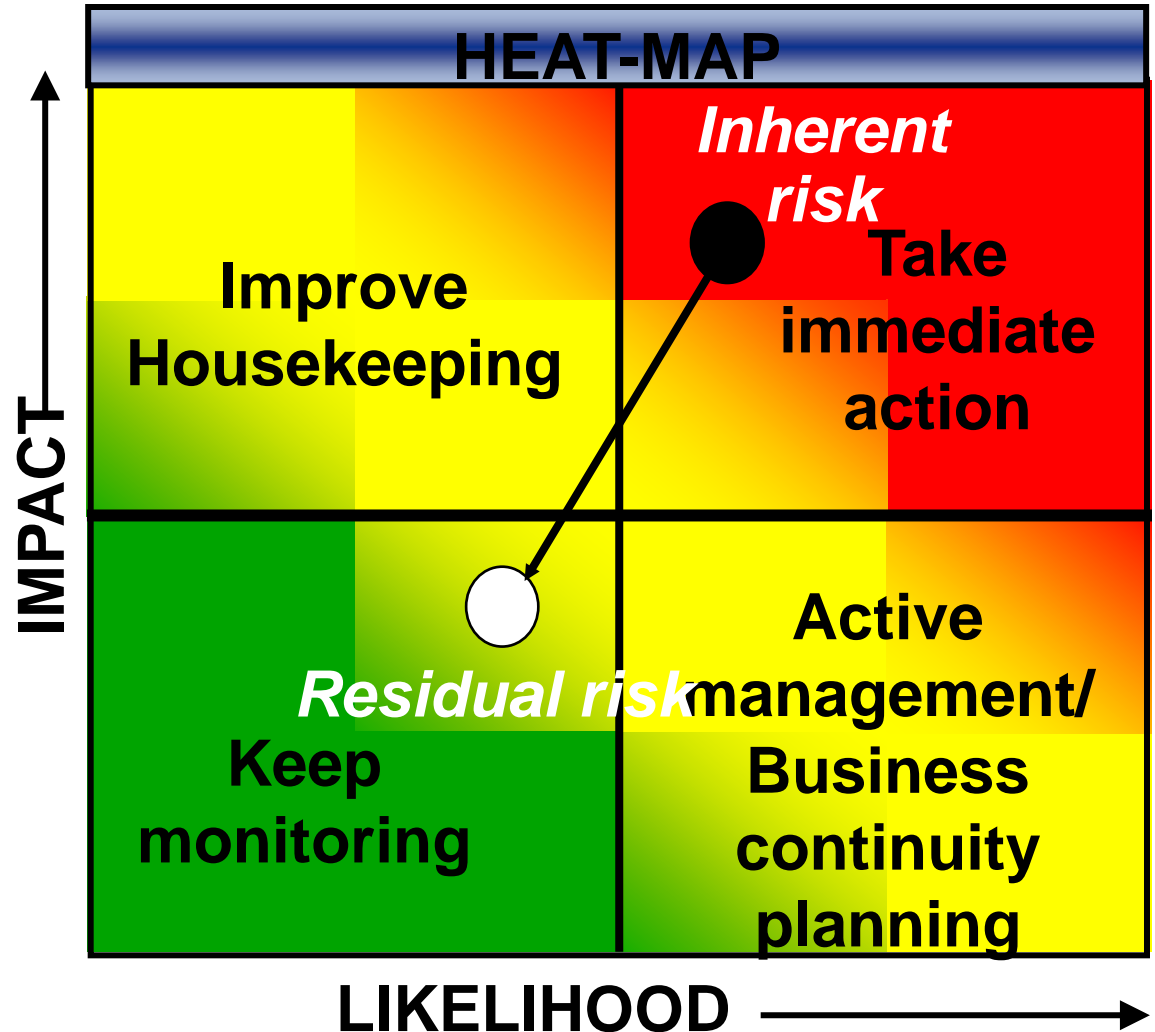 HEAT-MAP
IMPACT
Improve
Housekeeping
Inherent
risk
Take
immediate
action
Residual risk
Keep
monitoring
Active
management/
Business
continuity
planning
LIKELIHOOD